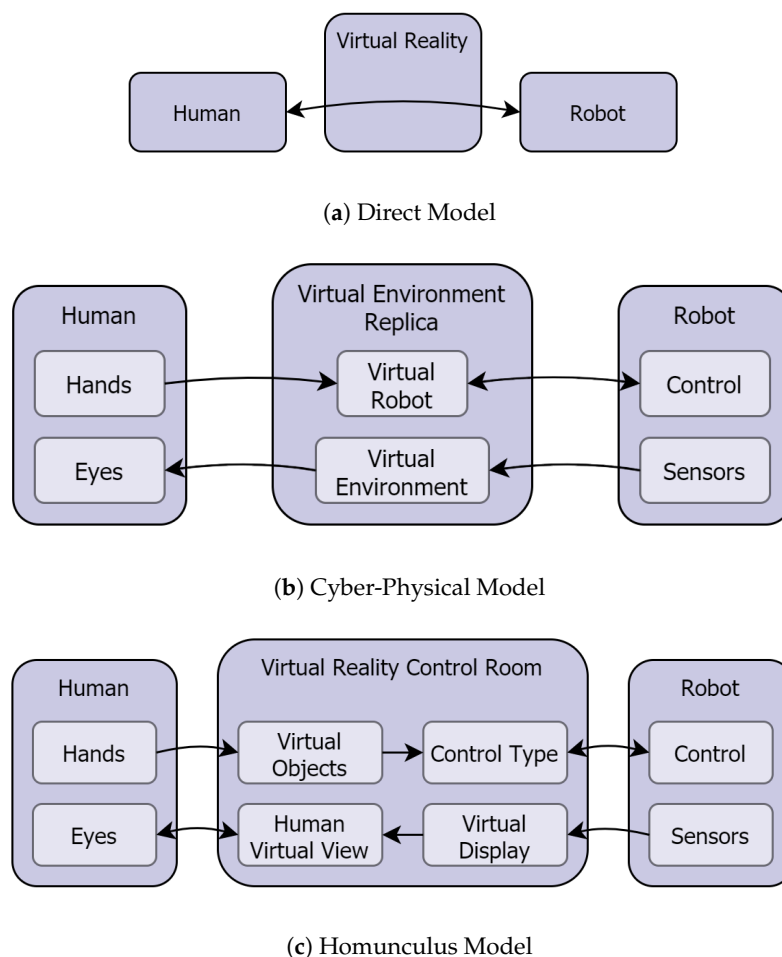 Virtual Reality
Human
Robot
(a) Direct Model
Human
Virtual Environment
Replica
Robot
Hands
Virtual
Robot
Control
Eyes
Virtual
Environment
Sensors
(b) Cyber-Physical Model
Human
Virtual Reality Control Room
Robot
Hands
Virtual
Objects
Control Type
Control
Eyes
Human
Virtual View
Virtual
Display
Sensors
(c) Homunculus Model